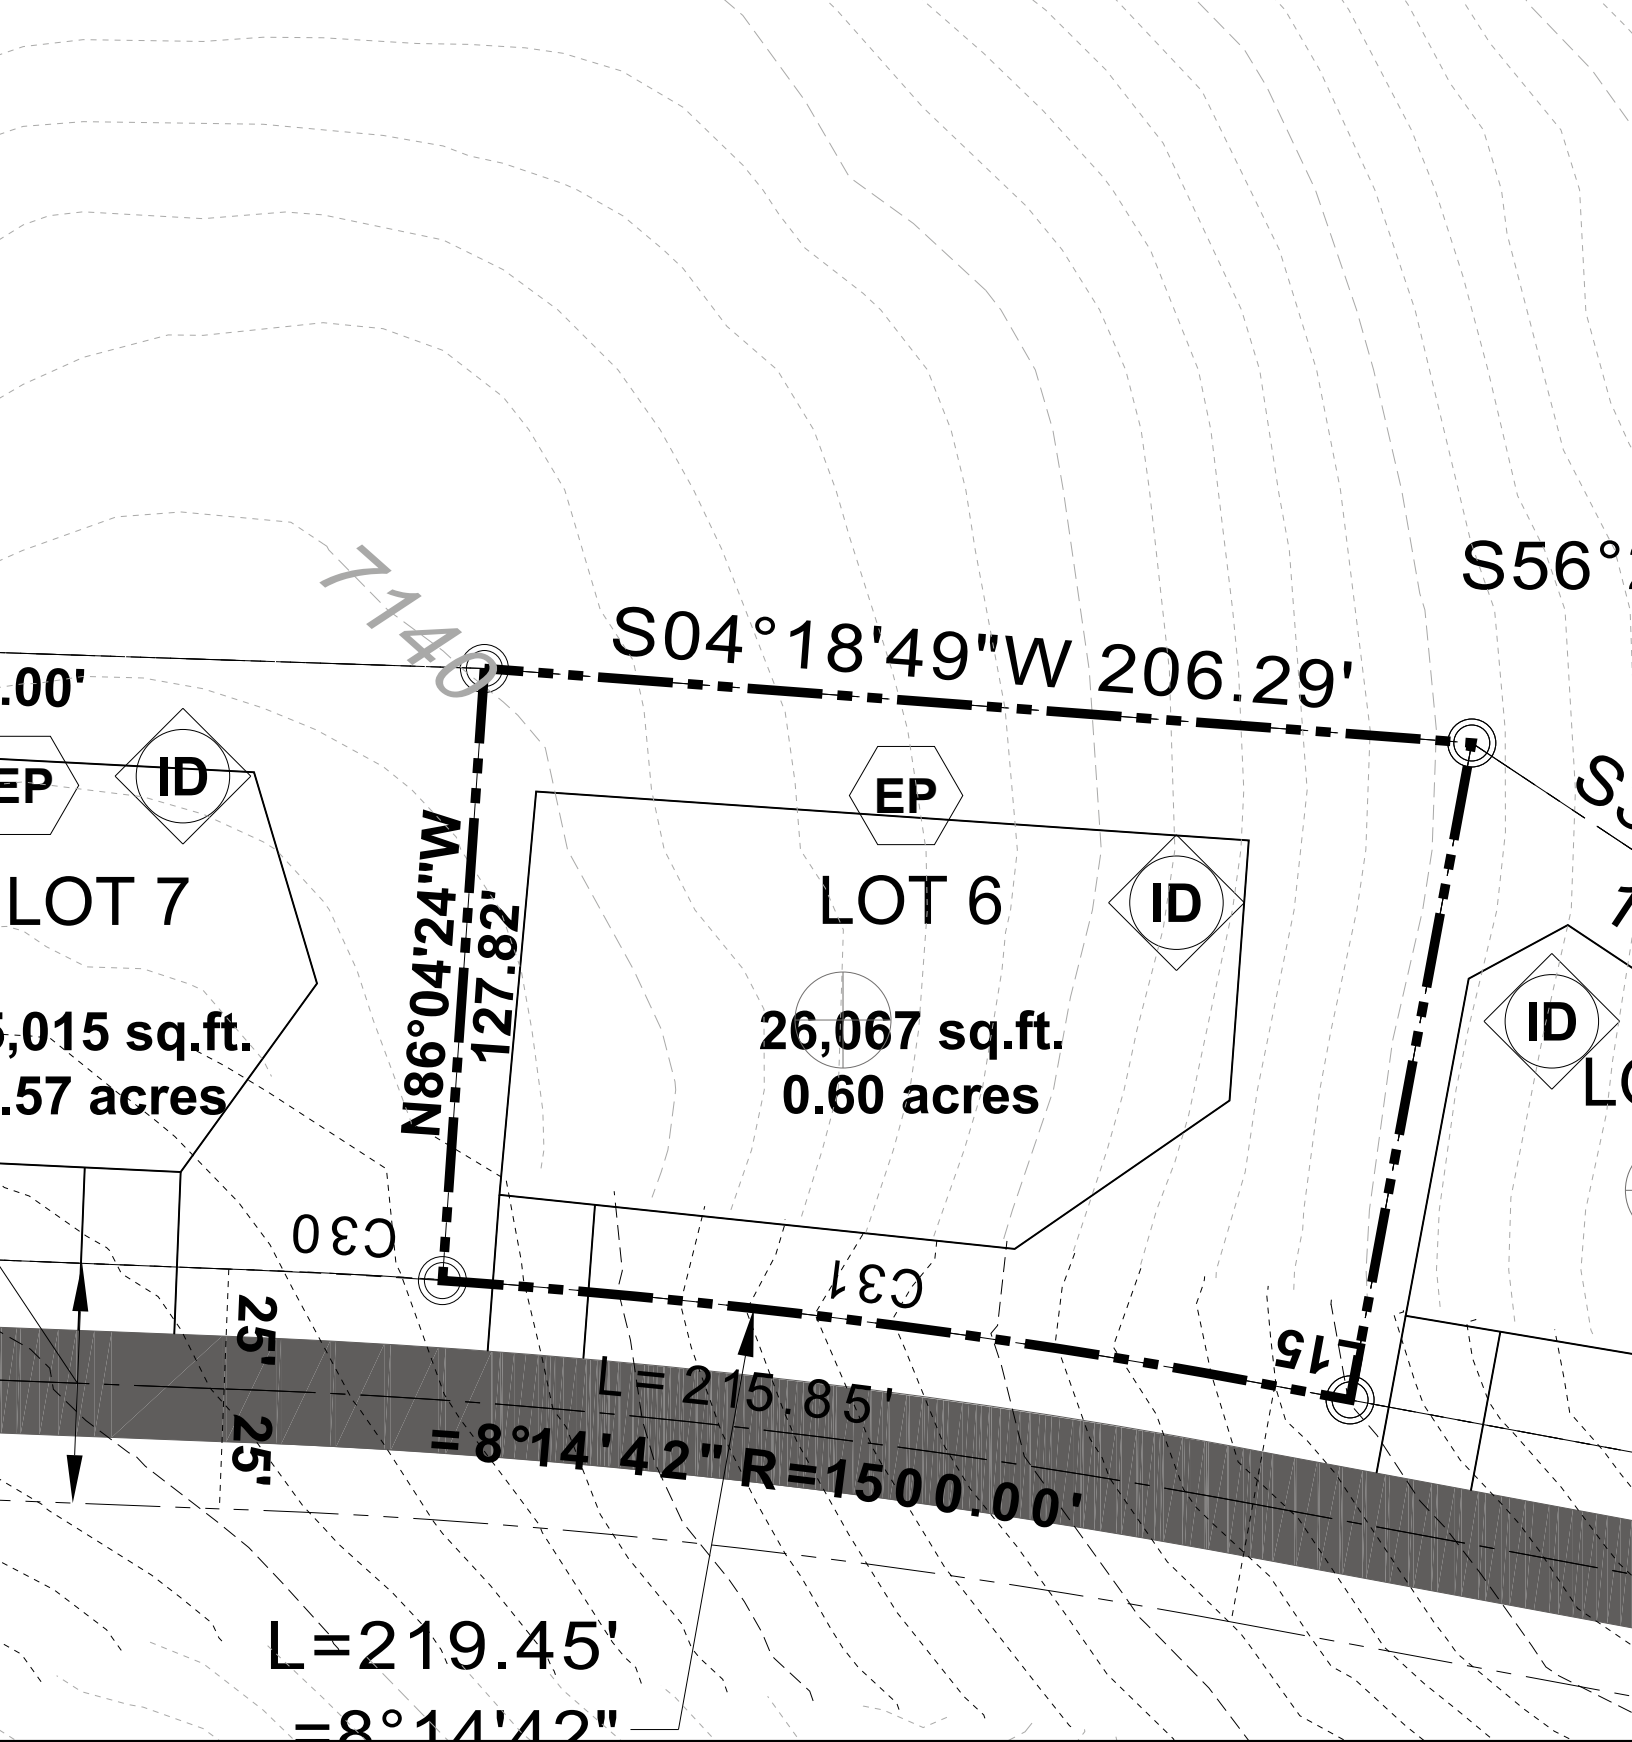 7140
S56°
S04°18'49"W 206.29'
.00'
EP
ID
EP
ID
LOT 7
LOT 6
N86°04'24"W
127.82'
ID
,015 sq.ft.
26,067 sq.ft.
.57 acres
0.60 acres
C30
C31
25'
L15
L = 215.85'
25'
=8°14'42" R=1500.00'
L=219.45'
=8°14'42"